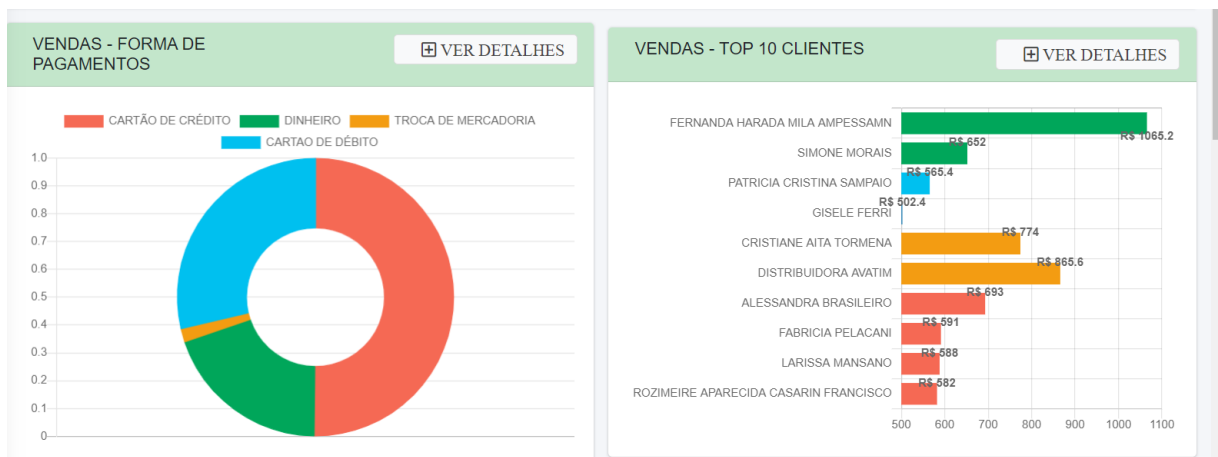 VENDAS - FORMA DE
PAGAMENTOS
VER DETALHES
CARTÃO DE CRÉDITO DINHEIRO TROCA DE MERCADORIA
CARTAO DE DÉBITO
1.0
0.9
0.8
0.7
0.6
0.5
0.4
0.3
0.2
0.1
0
VENDAS - TOP 10 CLIENTES
VER DETALHES
FERNANDA HARADA MILA AMPESSAMN
R$ 1065.2
SIMONE MORAIS
R$ 652
PATRICIA CRISTINA SAMPAIO
R$ 565.4
GISELE FERRI
R$ 502.4
CRISTIANE AITA TORMENA
R$ 774
DISTRIBUIDORA AVATIM
R$ 865.6
ALESSANDRA BRASILEIRO
R$ 693
FABRICIA PELACANI
R$ 591
LARISSA MANSANO
R$ 588
ROZIMEIRE APARECIDA CASARIN FRANCISCO
R$ 582
500 600 700 800 900 1000 1100